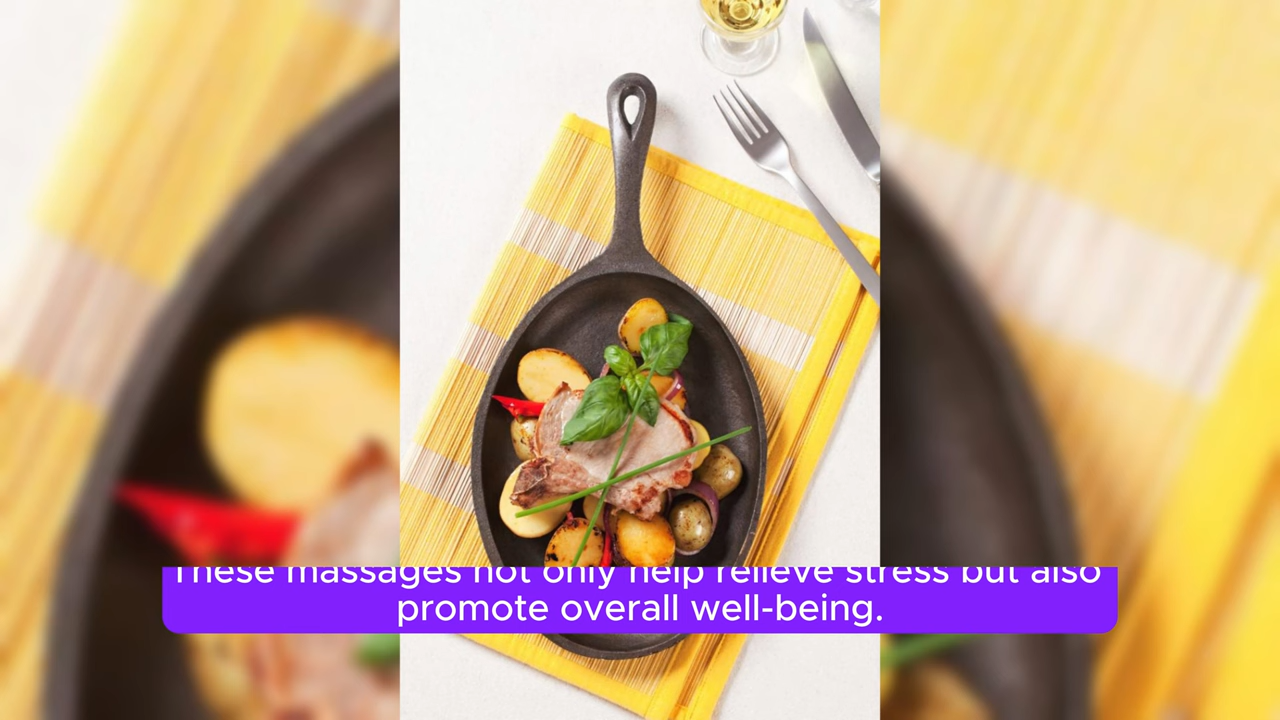 These massages not only help relieve stress but also
promote overall well-being.